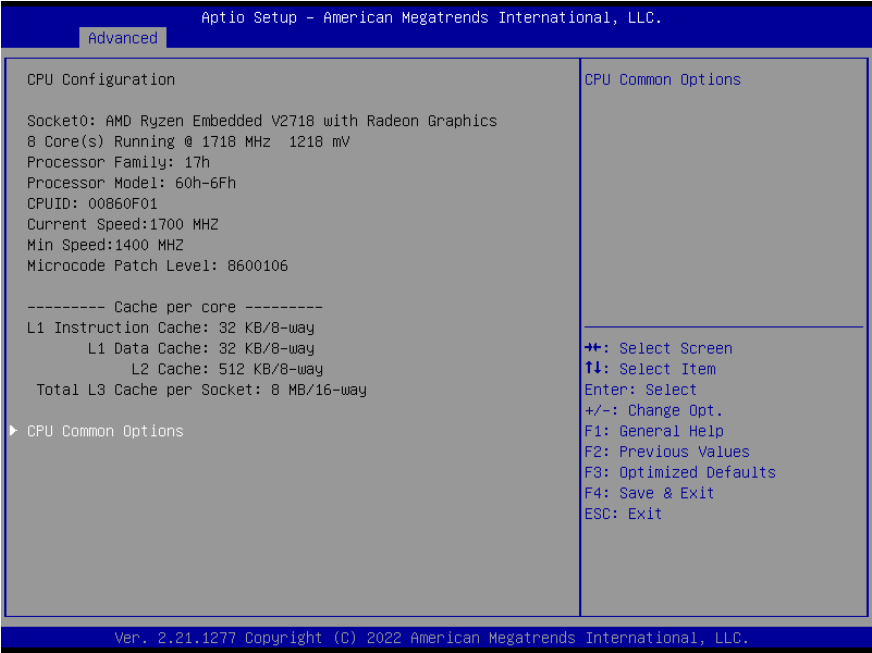 Aptio Setup – American Megatrends International, LLC.
Advanced
CPU Configuration
Socket0: AMD Ryzen Embedded V2718 with Radeon Graphics
8 Core(s) Running @ 1718 MHz  1218 mV
Processor Family: 17h
Processor Model: 60h-6Fh
CPUID: 00860F01
Current Speed:1700 MHZ
Min Speed:1400 MHZ
Microcode Patch Level: 8600106
--------- Cache per core ---------
L1 Instruction Cache: 32 KB/8-way
L1 Data Cache: 32 KB/8-way
L2 Cache: 512 KB/8-way
Total L3 Cache per Socket: 8 MB/16-way
CPU Common Options
CPU Common Options
→←: Select Screen
↑↓: Select Item
Enter: Select
+/-: Change Opt.
F1: General Help
F2: Previous Values
F3: Optimized Defaults
F4: Save & Exit
ESC: Exit
Ver. 2.21.1277 Copyright (C) 2022 American Megatrends International, LLC.